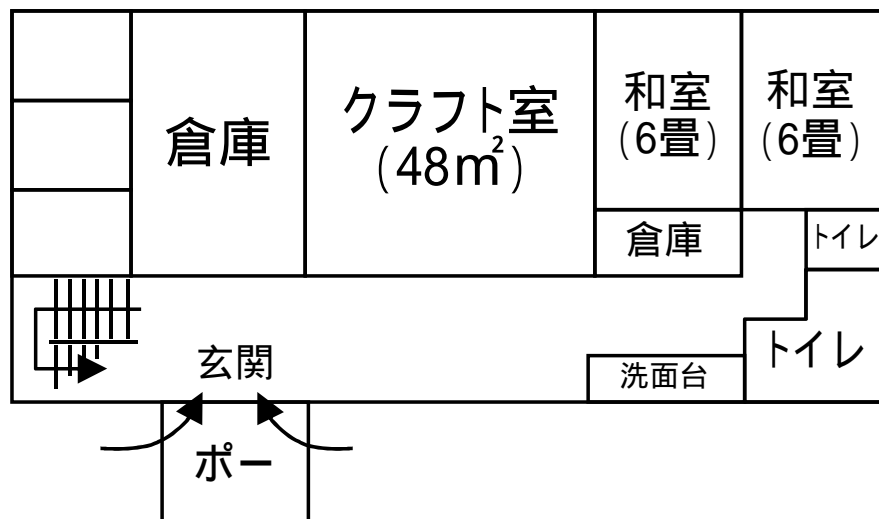 倉庫
クラフト室
(48㎡)
和室
(6畳)
和室
(6畳)
倉庫
トイレ
トイレ
洗面台
玄関
ポー